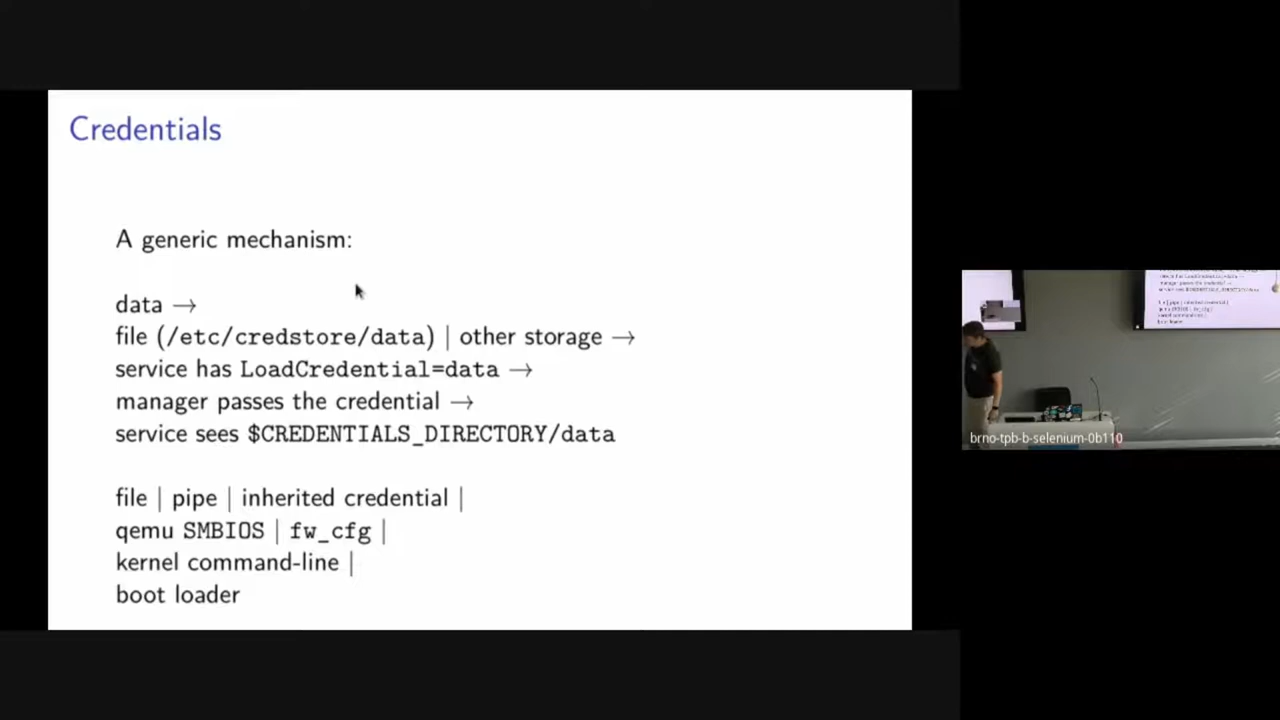 Credentials
A generic mechanism:
data →
file (/etc/credstore/data) | other storage →
service has LoadCredential=data →
manager passes the credential →
service sees $CREDENTIALS_DIRECTORY/data
file | pipe | inherited credential |
qemu SMBIOS | fw_cfg |
kernel command-line |
boot loader
brno-tpb-b-selenium-0b110